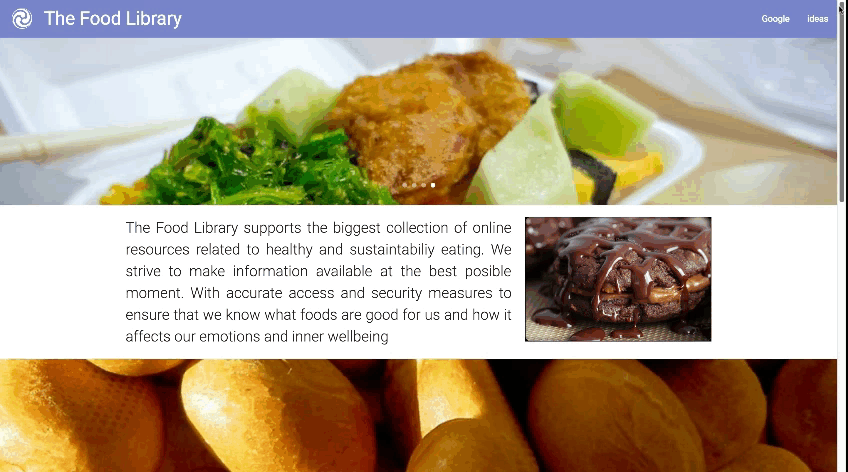 The Food Library
Google ideas
The Food Library supports the biggest collection of online
resources related to healthy and sustaintabiliy eating. We
strive to make information available at the best posible
moment. With accurate access and security measures to
ensure that we know what foods are good for us and how it
affects our emotions and inner wellbeing